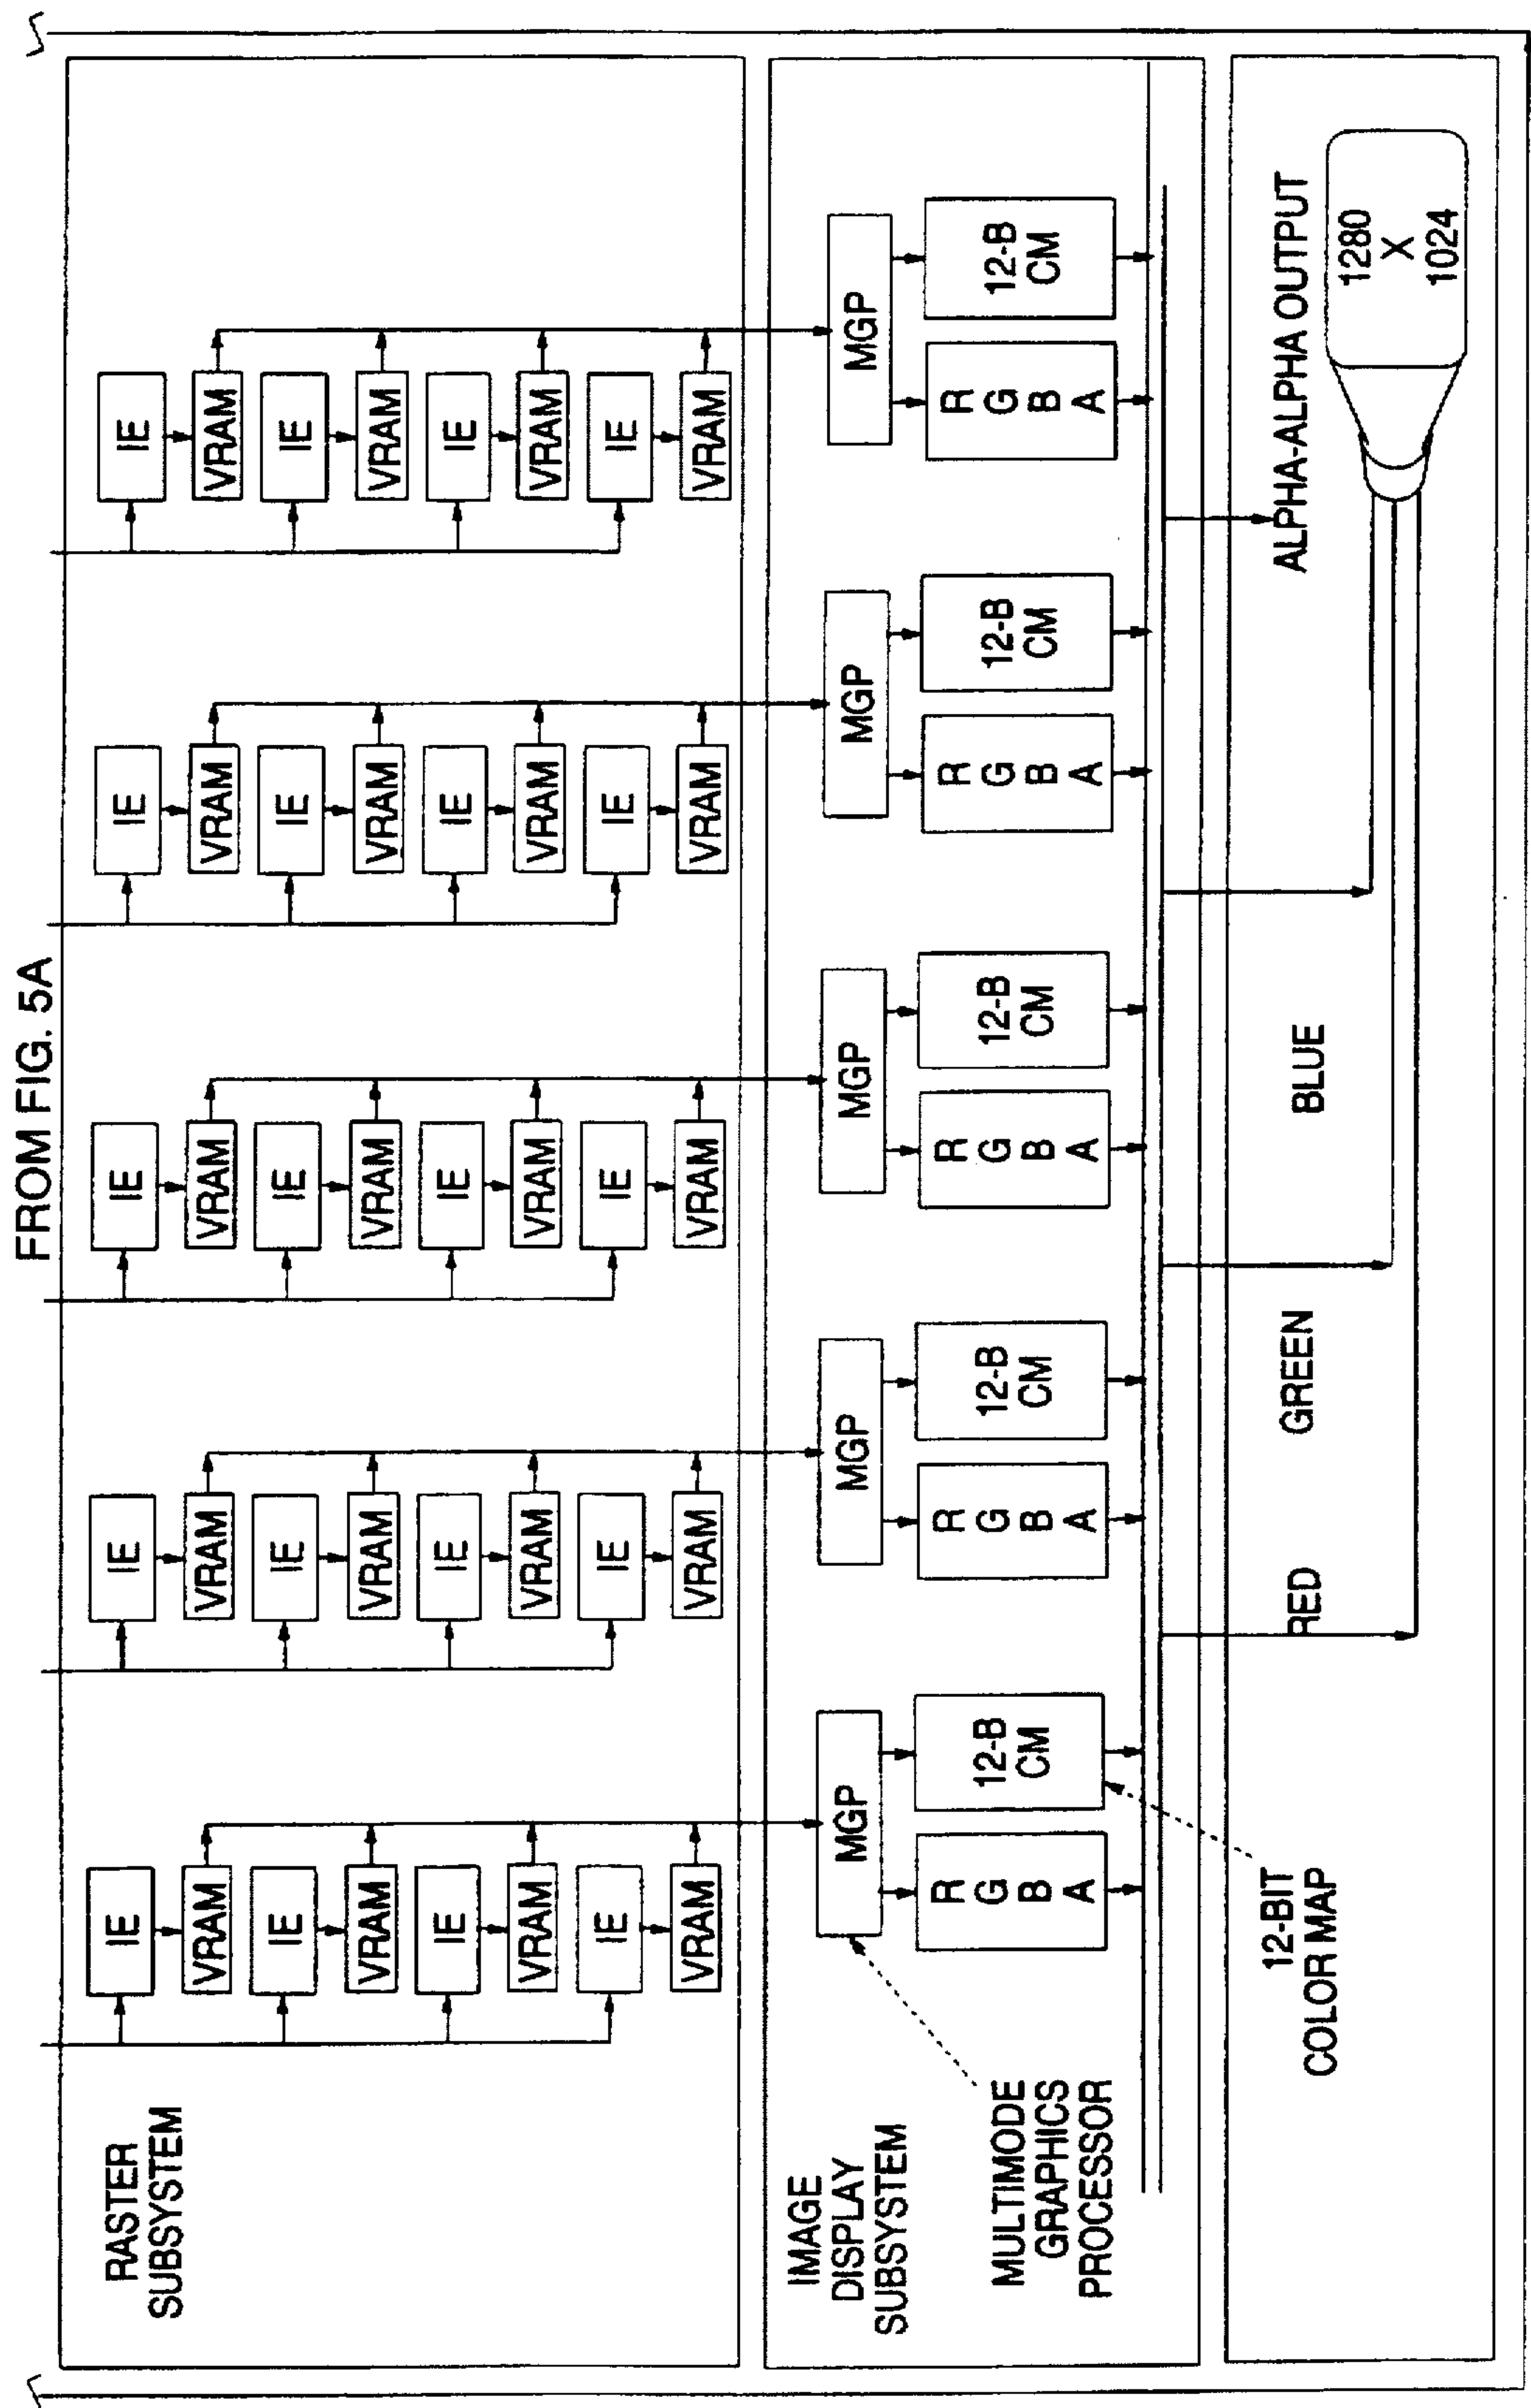 FROM FIG. 5A
RASTER
SUBSYSTEM
IE
VRAM
IE
VRAM
IE
VRAM
IE
VRAM
IE
VRAM
IE
VRAM
IE
VRAM
IE
VRAM
IE
VRAM
IE
VRAM
IE
VRAM
IE
VRAM
IE
VRAM
IE
VRAM
IE
VRAM
IE
VRAM
IE
VRAM
IE
VRAM
IE
VRAM
IE
VRAM
IMAGE
DISPLAY
SUBSYSTEM
MULTIMODE
GRAPHICS
PROCESSOR
MGP
R
G
B
A
12-B
CM
MGP
R
G
B
A
12-B
CM
MGP
R
G
B
A
12-B
CM
MGP
R
G
B
A
12-B
CM
MGP
R
G
B
A
12-B
CM
12-BIT
COLOR MAP
RED
GREEN
BLUE
ALPHA-ALPHA OUTPUT
1280
X
1024